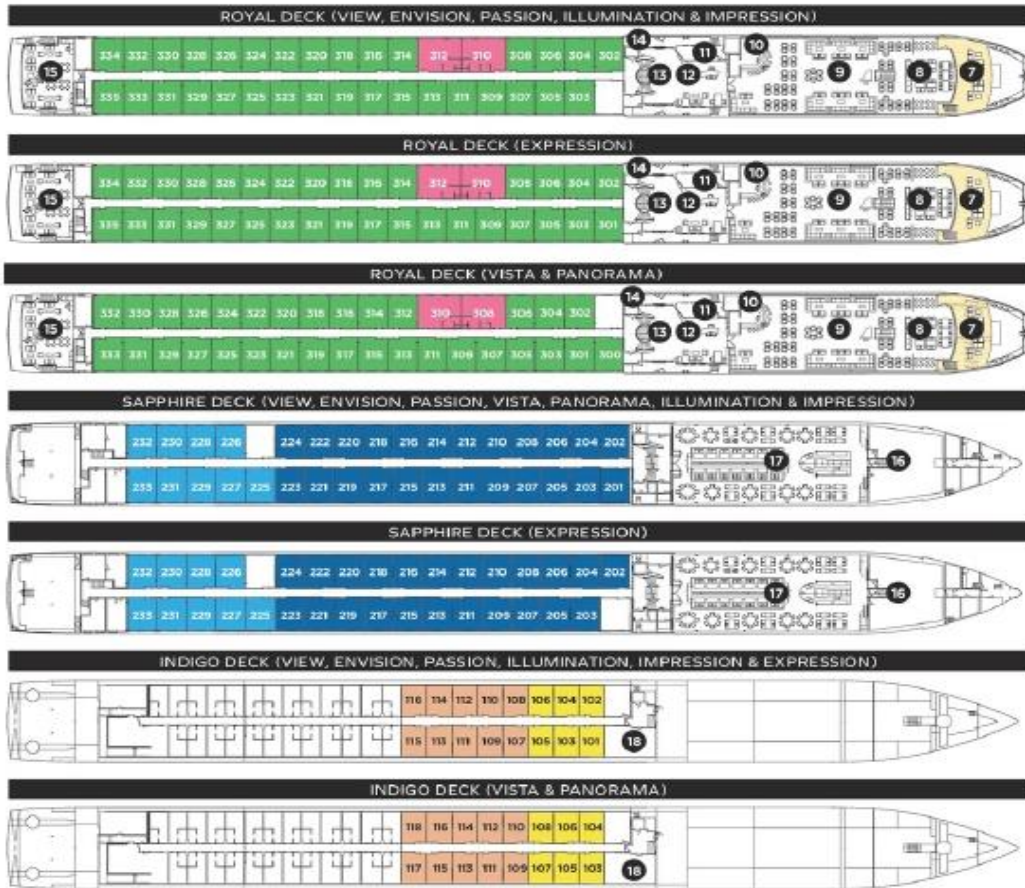 ROYAL DECK (VIEW, ENVISION, PASSION, ILLUMINATION & IMPRESSION)
334 332 330 328 326 324 322 320 318 316 314 312 310 308 306 304 302 14 11 10
15 13 12 9 8 7
335 333 331 329 327 325 321 319 317 315 313 311 309 307 305 303
ROYAL DECK (EXPRESSION)
334 332 330 328 326 324 322 320 318 316 314 312 310 306 304 302 14 11 10
15 13 12 9 8 7
335 333 331 329 327 325 323 321 319 317 315 313 311 309 307 305 303 301
ROYAL DECK (VISTA & PANORAMA)
332 330 328 326 324 322 320 318 316 314 312 310 308 306 304 302 14 11 10
15 13 12 9 8 7
333 331 329 327 325 323 321 319 317 315 313 311 307 303 301 300
SAPPHIRE DECK (VIEW, ENVISION, PASSION, VISTA, PANORAMA, ILLUMINATION & IMPRESSION)
232 230 228 226 224 222 220 218 216 214 212 210 208 206 204 202
17 16
233 231 229 227 225 223 221 219 217 215 213 211 209 207 205 203 201
SAPPHIRE DECK (EXPRESSION)
232 230 228 226 224 222 220 218 216 214 212 210 208 206 204 202
17 16
233 231 229 227 225 223 221 219 217 215 213 211 209 207 205 203
INDIGO DECK (VIEW, ENVISION, PASSION, ILLUMINATION, IMPRESSION & EXPRESSION)
116 114 112 110 108 106 104 102
115 113 111 109 107 105 103 101 18
INDIGO DECK (VISTA & PANORAMA)
118 116 114 112 110 108 106 104
117 115 113 111 109 107 105 103 18